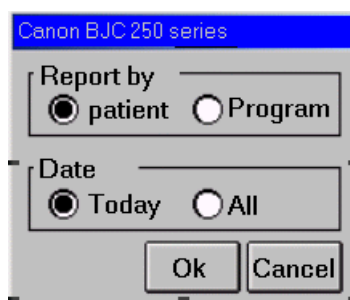 Canon BJC 250 series
Report by
patient Program
Date
Today All
Ok Cancel